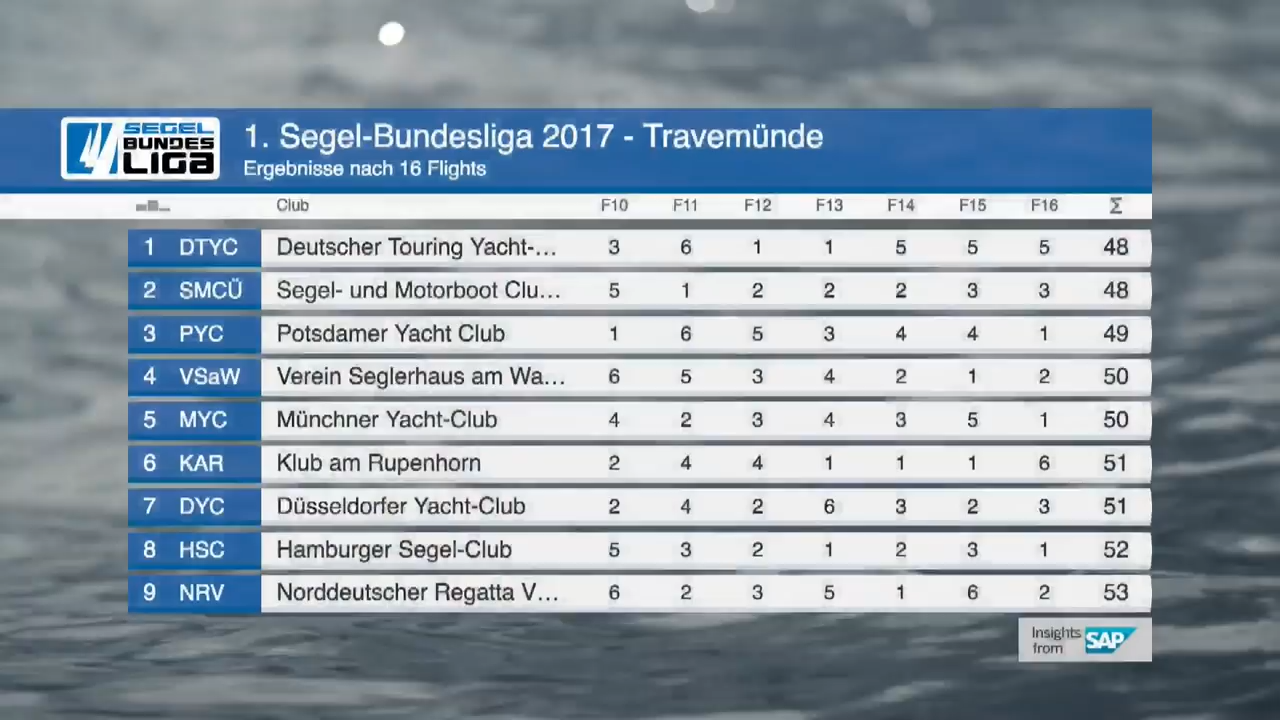 SEGEL
BUNDES
LIGA
1. Segel-Bundesliga 2017 - Travemünde
Ergebnisse nach 16 Flights
Club F10 F11 F12 F13 F14 F15 F16 Σ
1 DTYC Deutscher Touring Yacht-... 3 6 1 1 5 5 5 48
2 SMCÜ Segel- und Motorboot Clu... 5 1 2 2 2 3 3 48
3 PYC Potsdamer Yacht Club 1 6 5 3 4 4 1 49
4 VSaW Verein Seglerhaus am Wa... 6 5 3 4 2 1 2 50
5 MYC Münchner Yacht-Club 4 2 3 4 3 5 1 50
6 KAR Klub am Rupenhorn 2 4 4 1 1 1 6 51
7 DYC Düsseldorfer Yacht-Club 2 4 2 6 3 2 3 51
8 HSC Hamburger Segel-Club 5 3 2 1 2 3 1 52
9 NRV Norddeutscher Regatta V... 6 2 3 5 1 6 2 53
Insights
from SAP